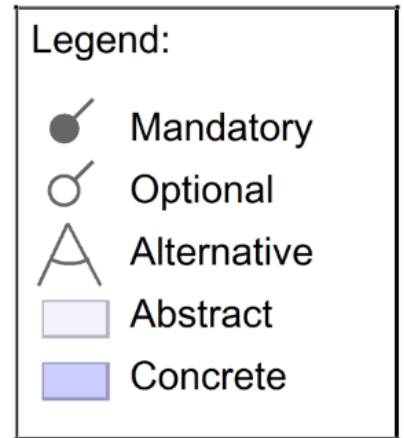 Legend:
Mandatory
Optional
Alternative
Abstract
Concrete